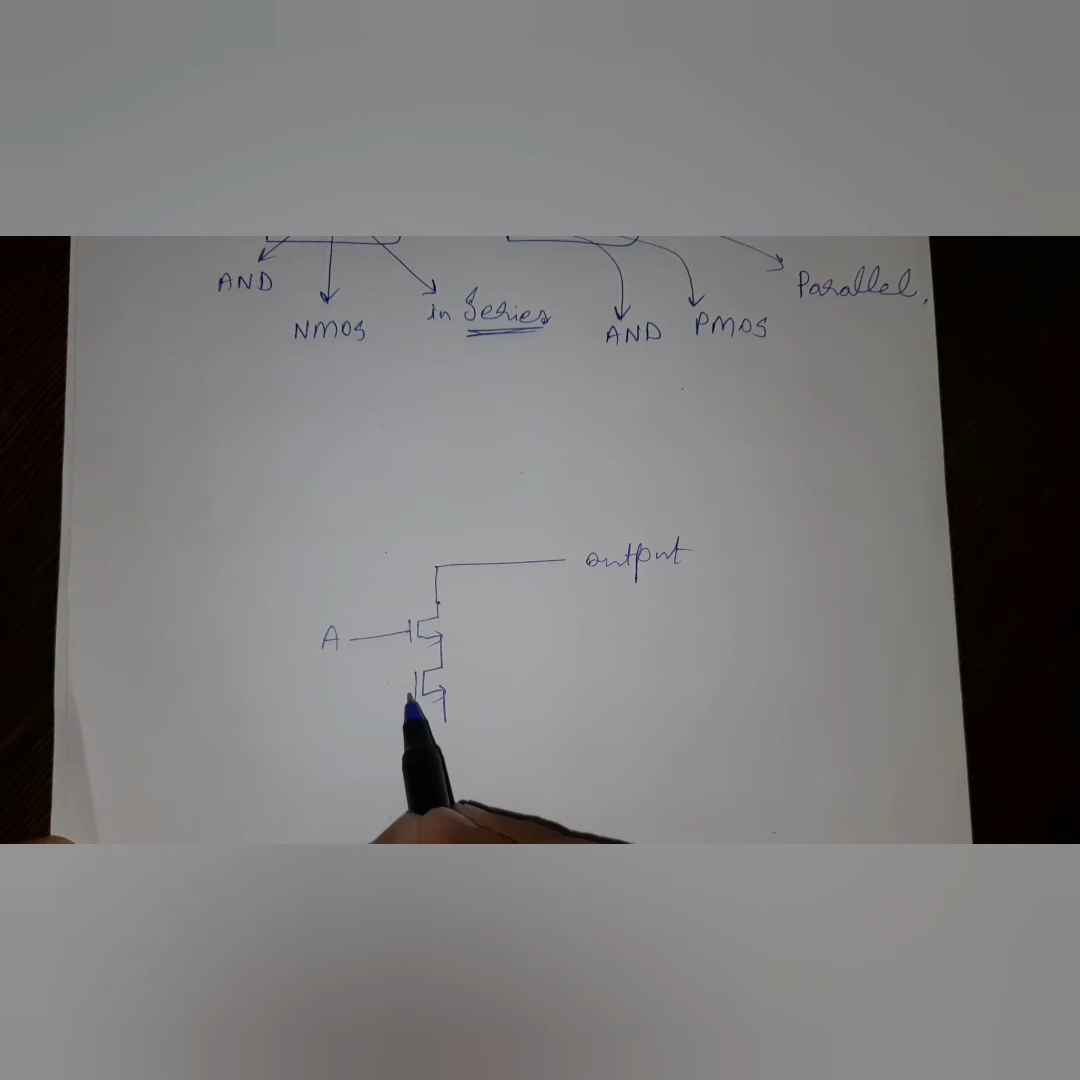 AND
NMOS
in Series
AND
PMOS
Parallel,
output
A